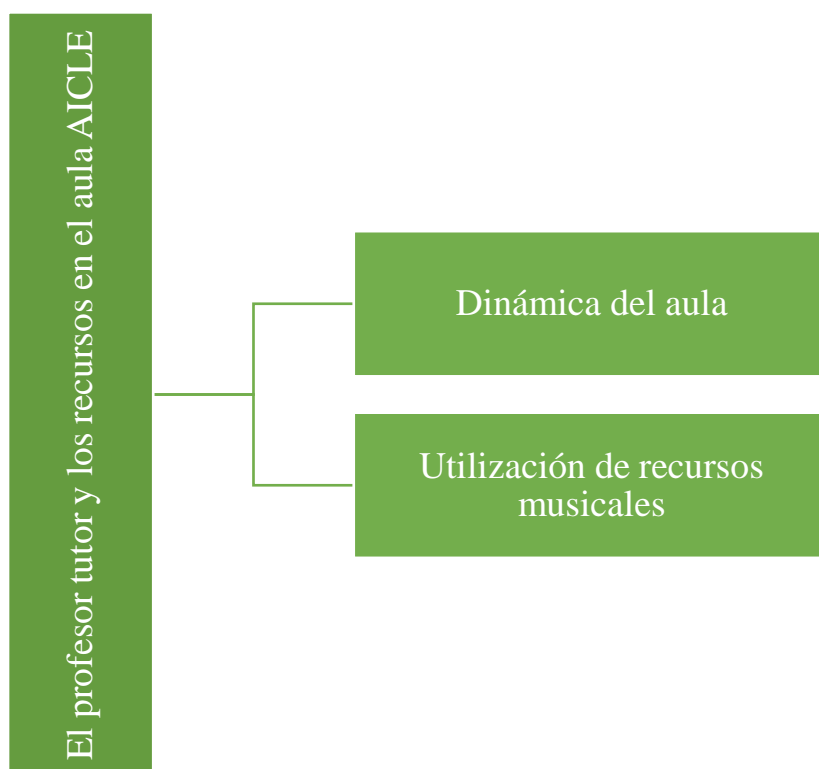 El profesor tutor y los recursos en el aula AICLE
Dinámica del aula
Utilización de recursos
musicales